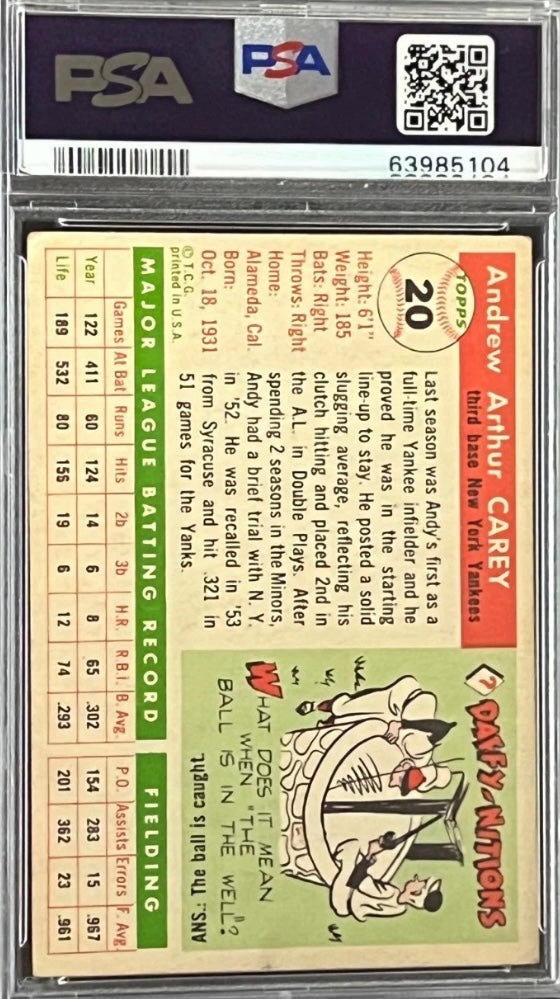 PSA
PSA
63985104
Andrew Arthur CAREY
third base New York Yankees
TOPPS
20
Height: 6'1"
Weight: 185
Bats: Right
Throws: Right
Home:
Alameda, Cal.
Born:
Oct. 18, 1931
© T.C.G.
printed in U.S.A.
Last season was Andy's first as a
full-time Yankee infielder and he
proved he was in the starting
line-up to stay. He posted a solid
slugging average, reflecting his
clutch hitting and placed 2nd in
the A.L. in Double Plays. After
spending 2 seasons in the Minors,
Andy had a brief trial with N. Y.
in '52. He was recalled in '53
from Syracuse and hit .321 in
51 games for the Yanks.
? DAFFY-NITIONS
WHAT DOES IT MEAN
WHEN "THE
BALL IS IN THE WELL"?
ANS.: The ball is caught
MAJOR LEAGUE BATTING RECORD FIELDING
Games At Bat Runs Hits 2b 3b H.R. R.B.I. B. Avg. P.O. Assists Errors F. Avg.
Year 122 411 60 124 14 6 8 65 .302 154 283 15 .967
Life 189 532 80 156 19 6 12 74 .293 201 362 23 .961